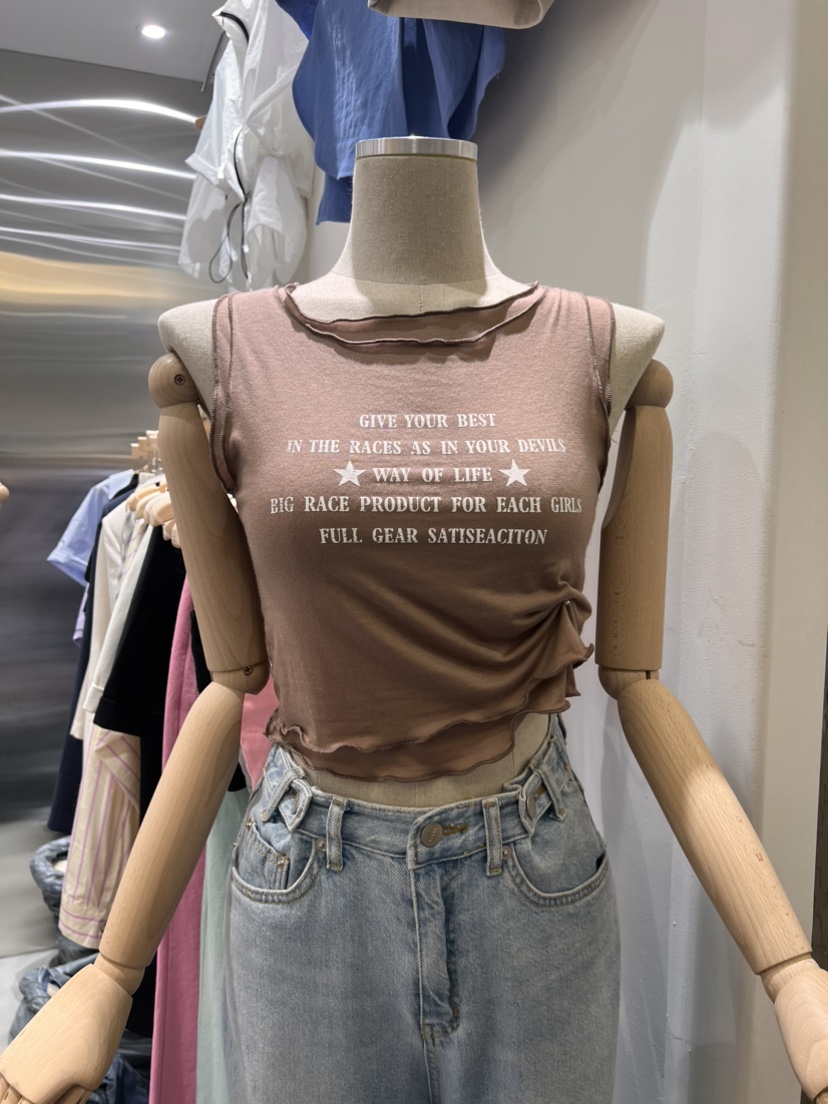 GIVE YOUR BEST
IN THE RACES AS IN YOUR DEVILS
WAY OF LIFE
BIG RACE PRODUCT FOR EACH GIRLS
FULL GEAR SATISEACITON